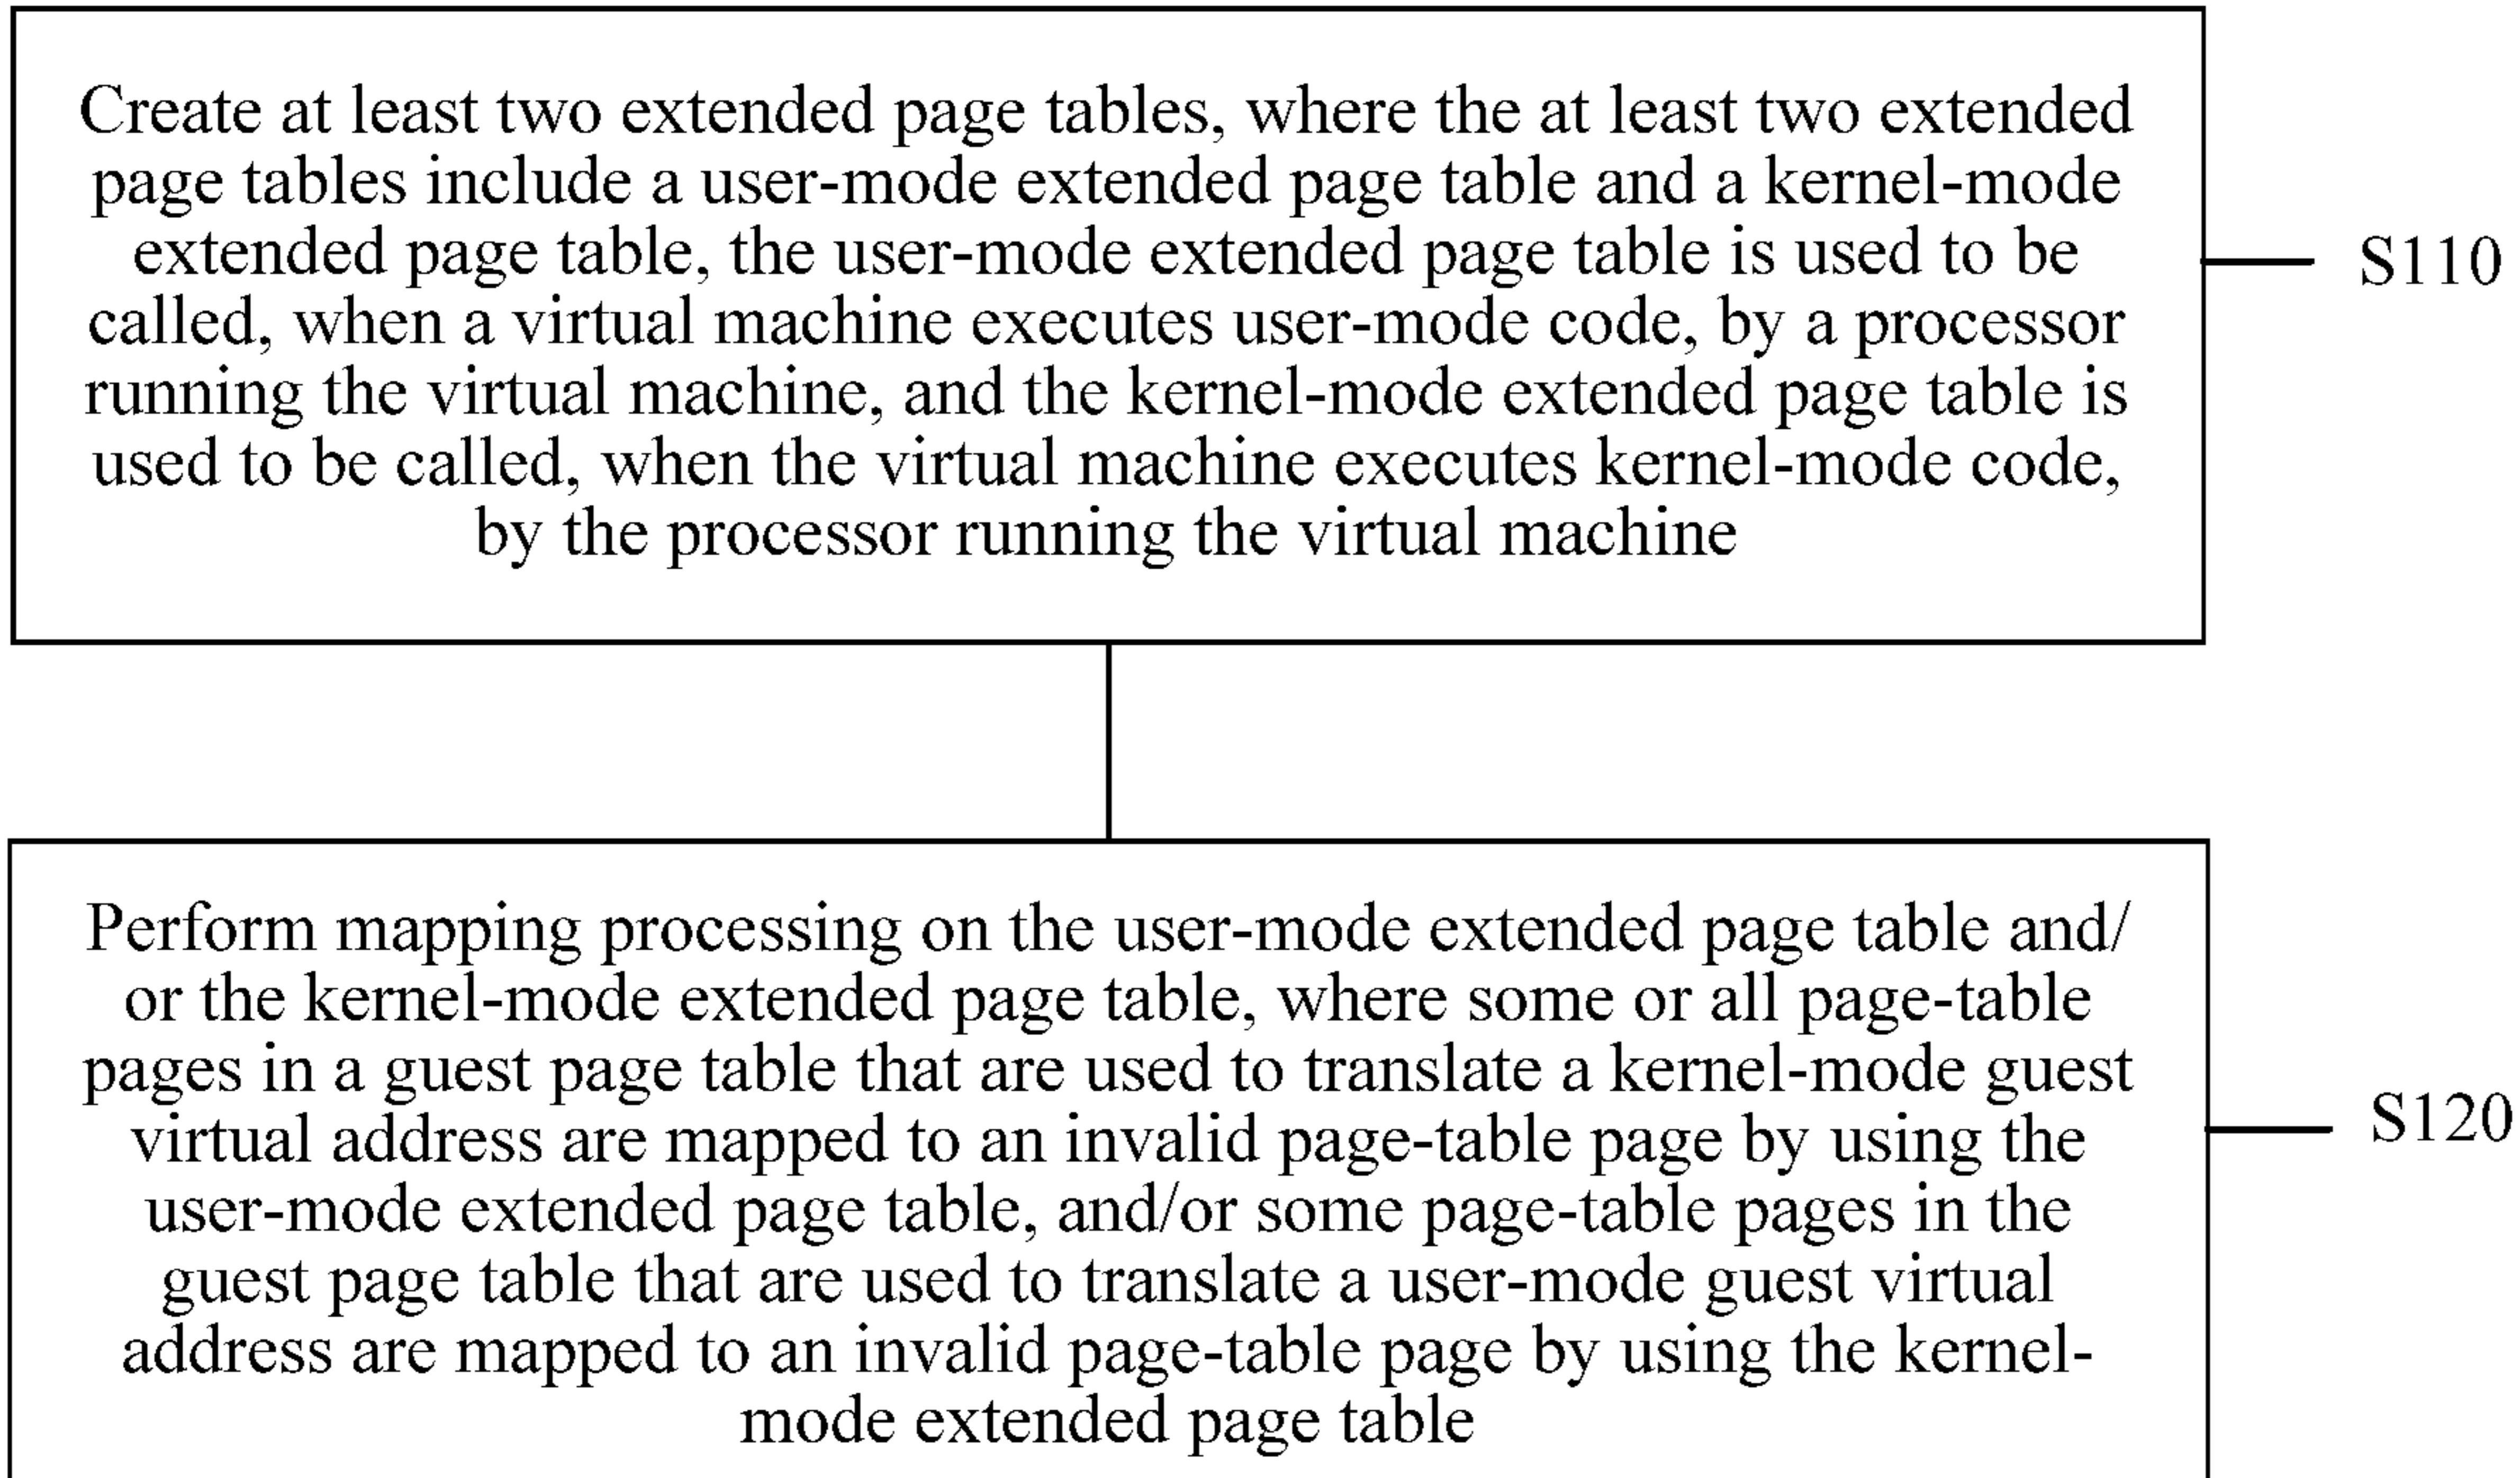 Create at least two extended page tables, where the at least two extended
page tables include a user-mode extended page table and a kernel-mode
extended page table, the user-mode extended page table is used to be
called, when a virtual machine executes user-mode code, by a processor
running the virtual machine, and the kernel-mode extended page table is
used to be called, when the virtual machine executes kernel-mode code,
by the processor running the virtual machine
S110
Perform mapping processing on the user-mode extended page table and/
or the kernel-mode extended page table, where some or all page-table
pages in a guest page table that are used to translate a kernel-mode guest
virtual address are mapped to an invalid page-table page by using the
user-mode extended page table, and/or some page-table pages in the
guest page table that are used to translate a user-mode guest virtual
address are mapped to an invalid page-table page by using the kernel-
mode extended page table
S120